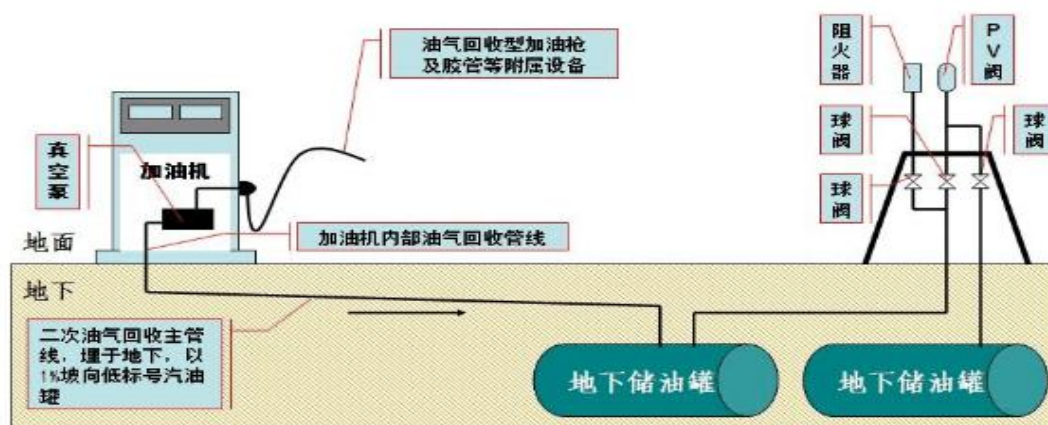 油气回收型加油枪
及胶管等附属设备
阻火器
PV阀
球阀
球阀
真空泵
加油机
球阀
加油机内部油气回收管线
地面
地下
二次油气回收主管
线，埋于地下，以
1%坡向低标号汽油
罐
地下储油罐
地下储油罐